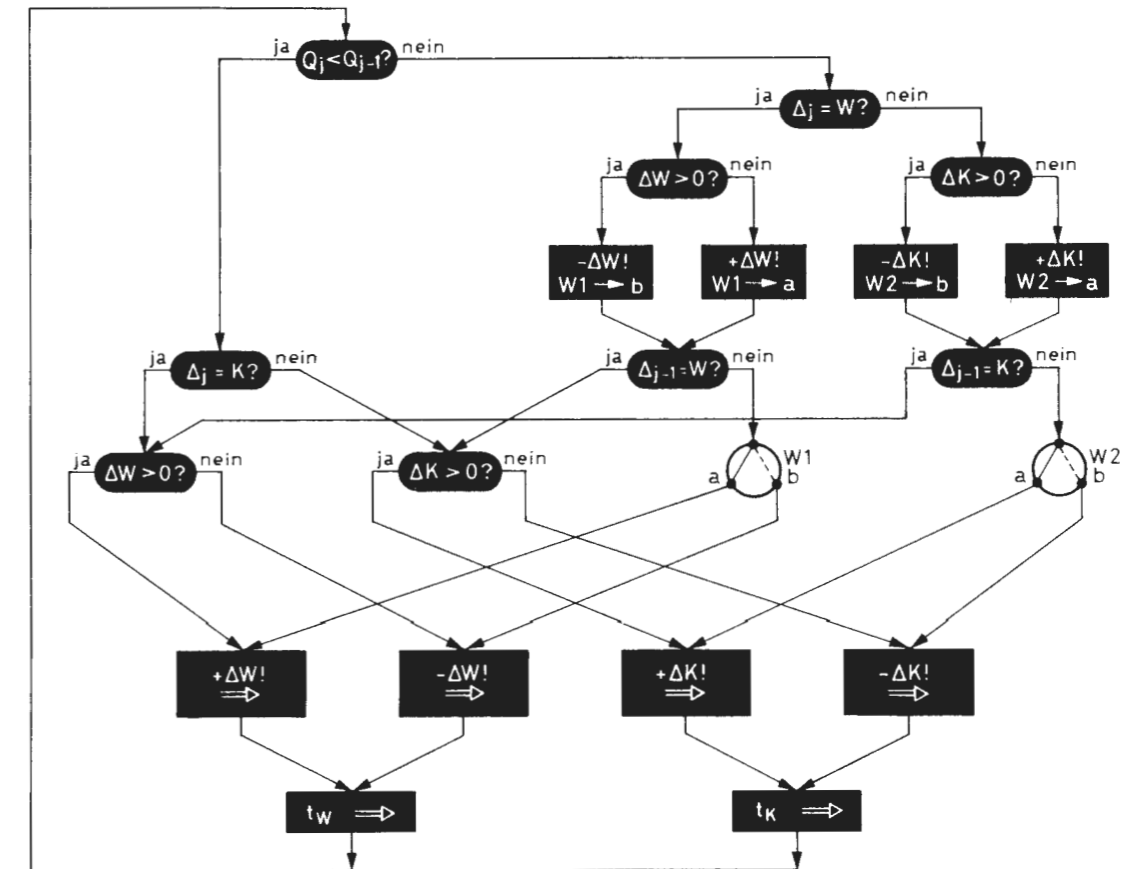 ja Qj<Qj-1? nein
ja Δj = W? nein
ja ΔW>0? nein
ja ΔK>0? nein
-ΔW!
W1→b
+ΔW!
W1→a
-ΔK!
W2→b
+ΔK!
W2→a
ja Δj = K? nein
ja Δj-1=W? nein
ja Δj-1=K? nein
ja ΔW>0? nein
ja ΔK>0? nein
W1
a b
W2
a b
+ΔW!
⇒
-ΔW!
⇒
+ΔK!
⇒
-ΔK!
⇒
tW ⇒
tK ⇒